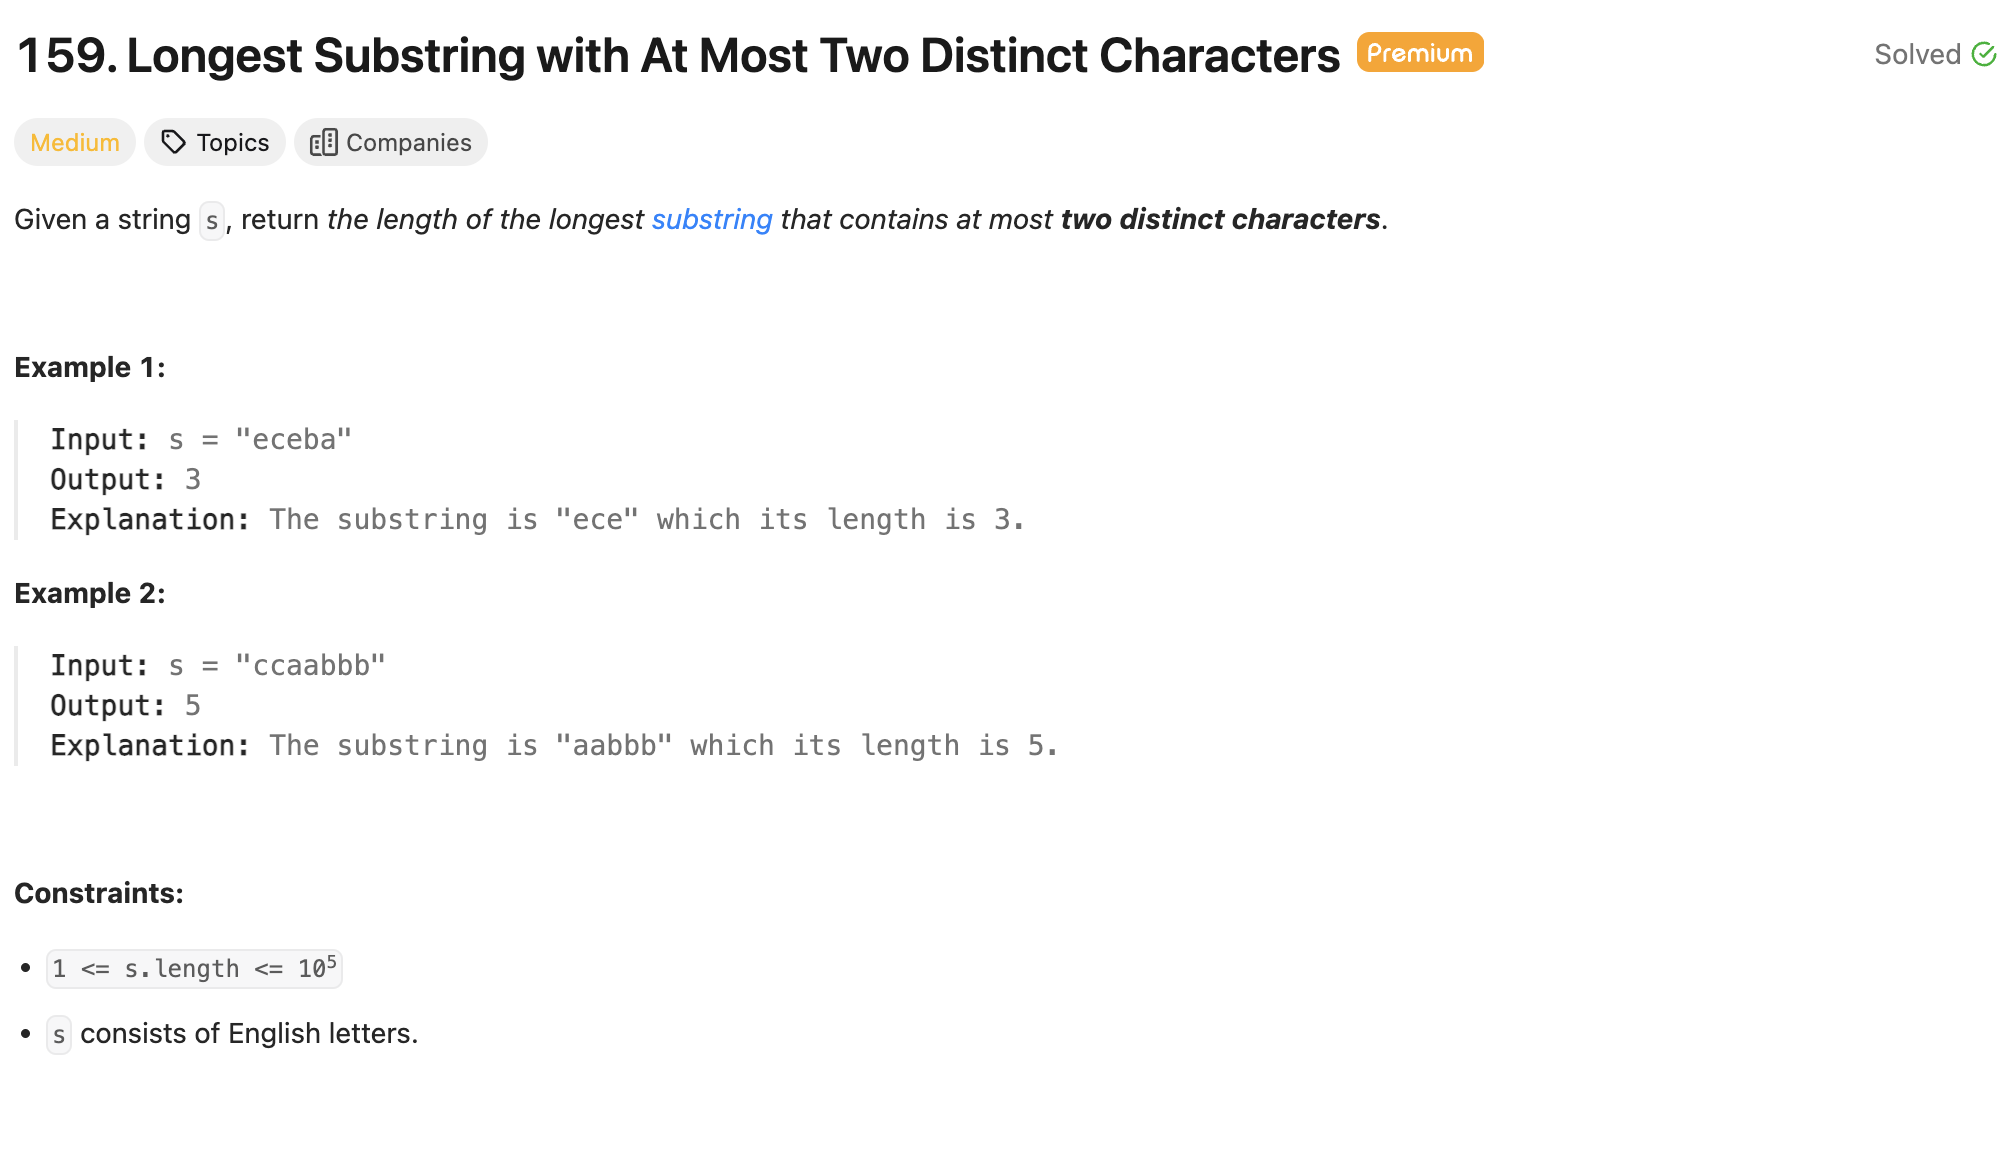 159. Longest Substring with At Most Two Distinct Characters Premium Solved
Medium Topics Companies
Given a string s, return the length of the longest substring that contains at most two distinct characters.
Example 1:
Input: s = "eceba"
Output: 3
Explanation: The substring is "ece" which its length is 3.
Example 2:
Input: s = "ccaabbb"
Output: 5
Explanation: The substring is "aabbb" which its length is 5.
Constraints:
• 1 <= s.length <= 10⁵
• s consists of English letters.